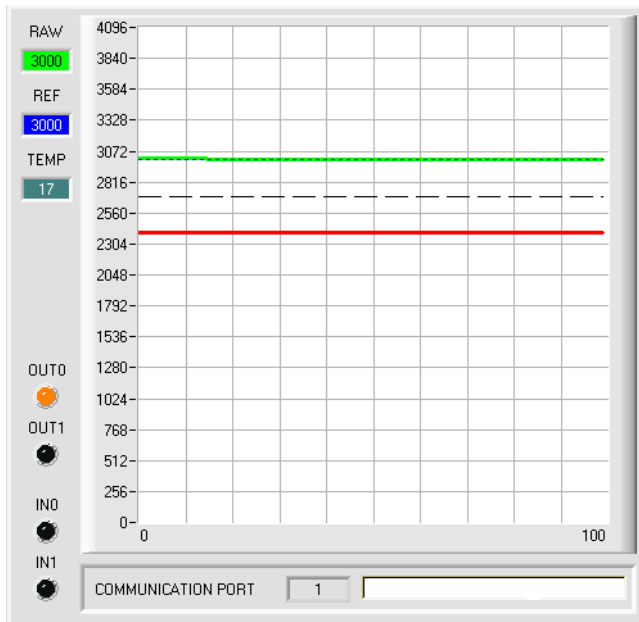 RAW
3000
REF
3000
TEMP
17
OUT0
OUT1
IN0
IN1
4096
3840
3584
3328
3072
2816
2560
2304
2048
1792
1536
1280
1024
768
512
256
0
0 100
COMMUNICATION PORT 1